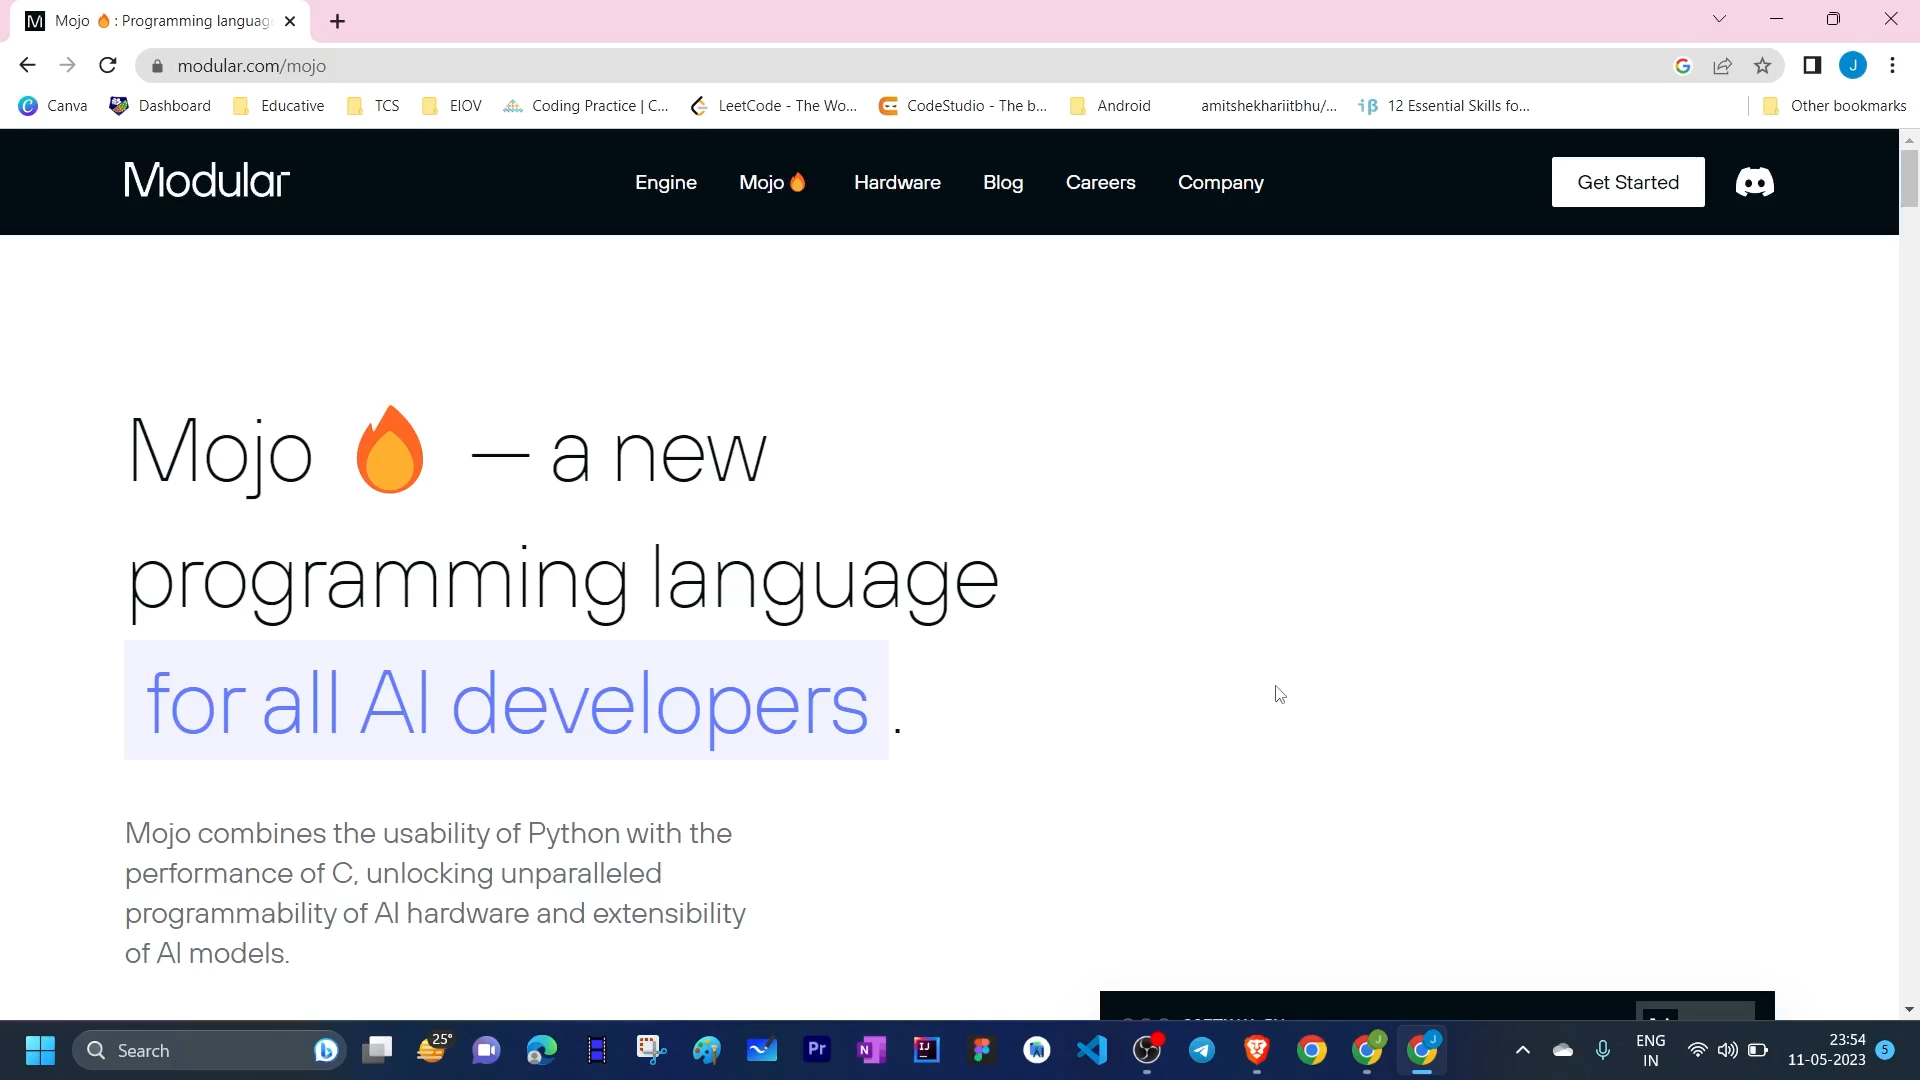 Mojo 🔥 : Programming languag
modular.com/mojo
J
Canva
Dashboard
Educative
TCS
EIOV
Coding Practice | C...
LeetCode - The Wo...
CodeStudio - The b...
Android
amitshekhariitbhu/...
12 Essential Skills fo...
Other bookmarks
Modular
Engine
Mojo🔥
Hardware
Blog
Careers
Company
Get Started
Mojo 🔥 — a new
programming language
for all AI developers.
Mojo combines the usability of Python with the
performance of C, unlocking unparalleled
programmability of AI hardware and extensibility
of AI models.
Search
25°
ENG
IN
23:54
11-05-2023
5